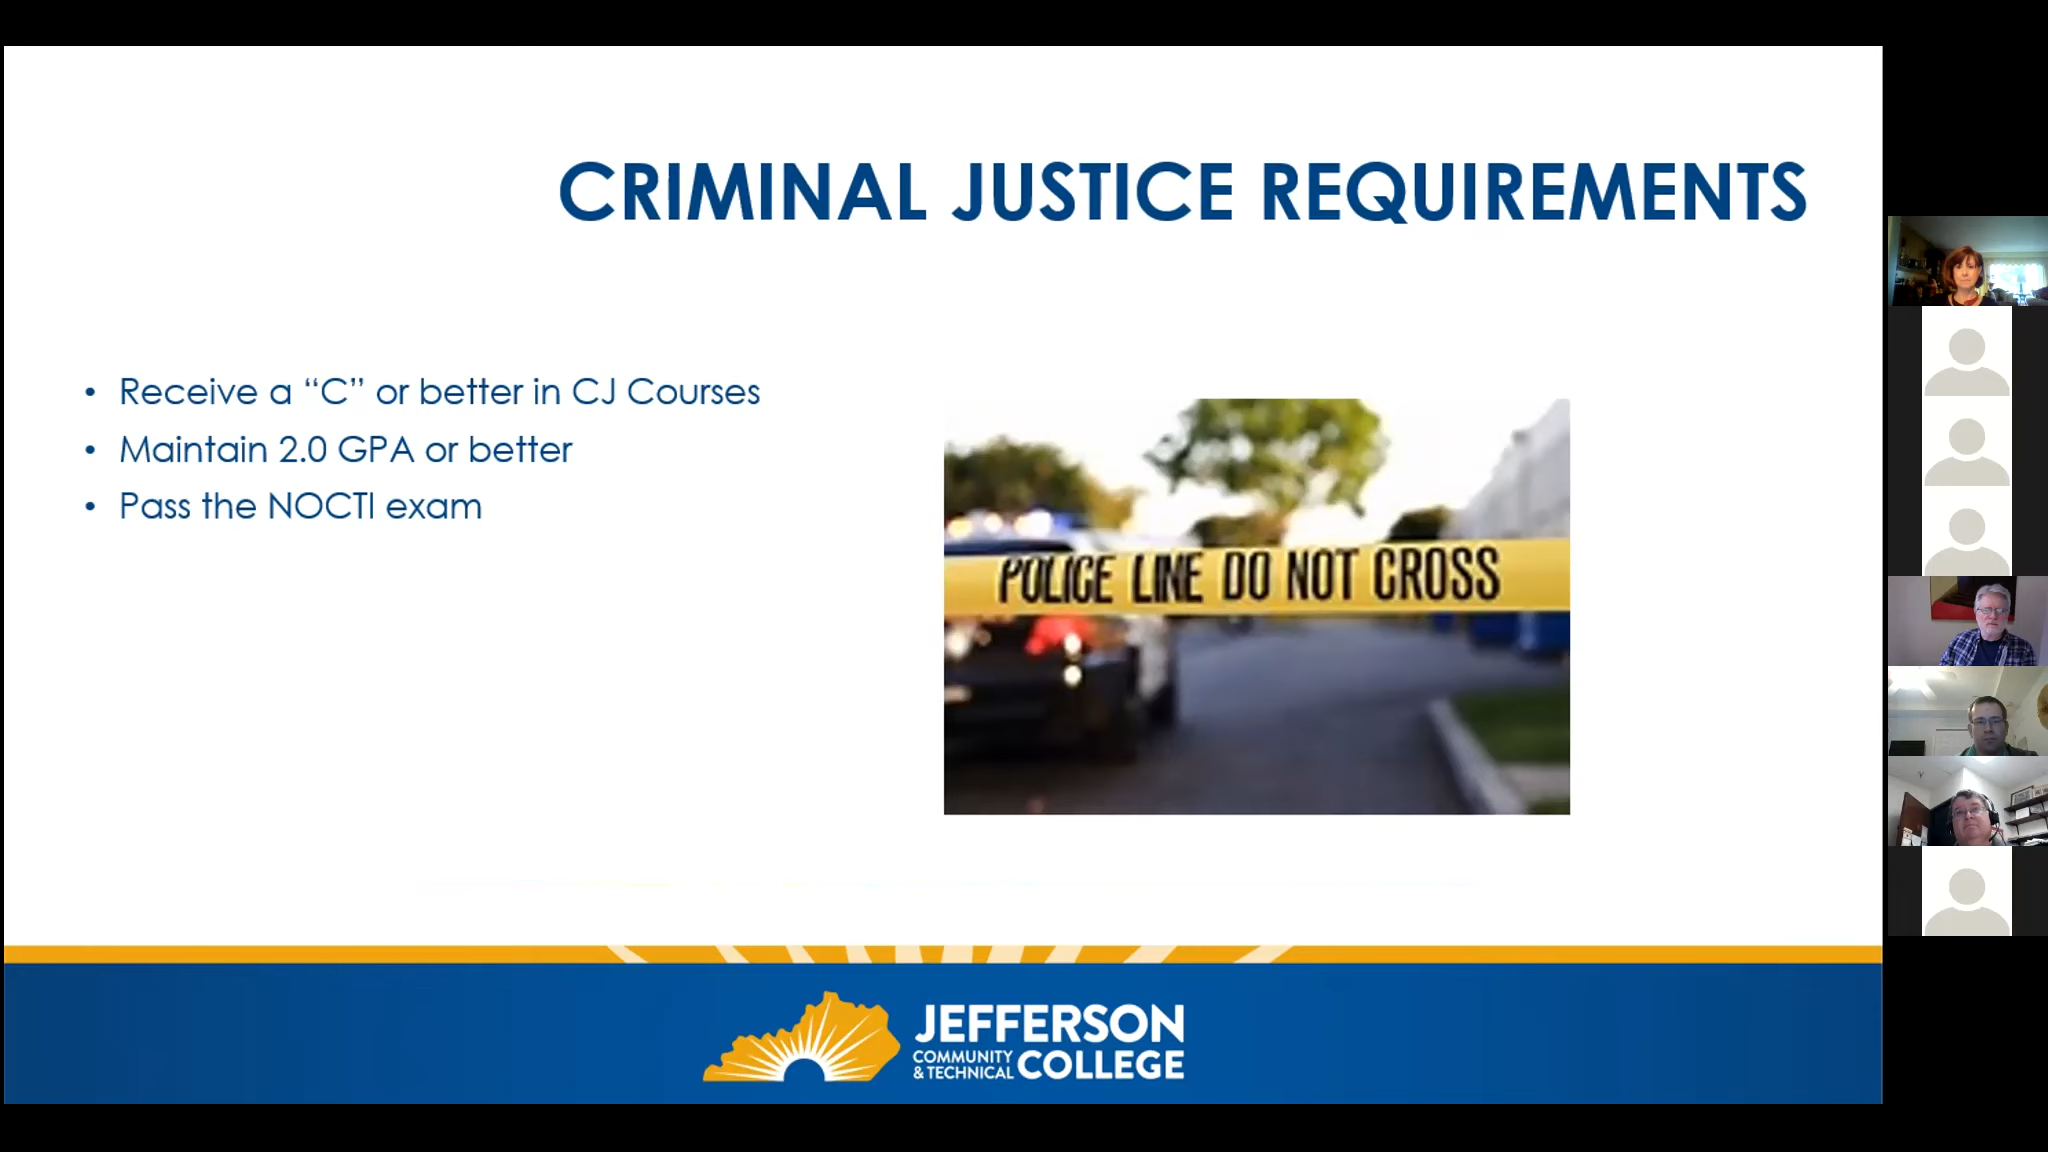 CRIMINAL JUSTICE REQUIREMENTS
• Receive a “C” or better in CJ Courses
• Maintain 2.0 GPA or better
• Pass the NOCTI exam
POLICE LINE DO NOT CROSS
JEFFERSON
COMMUNITY
& TECHNICAL COLLEGE